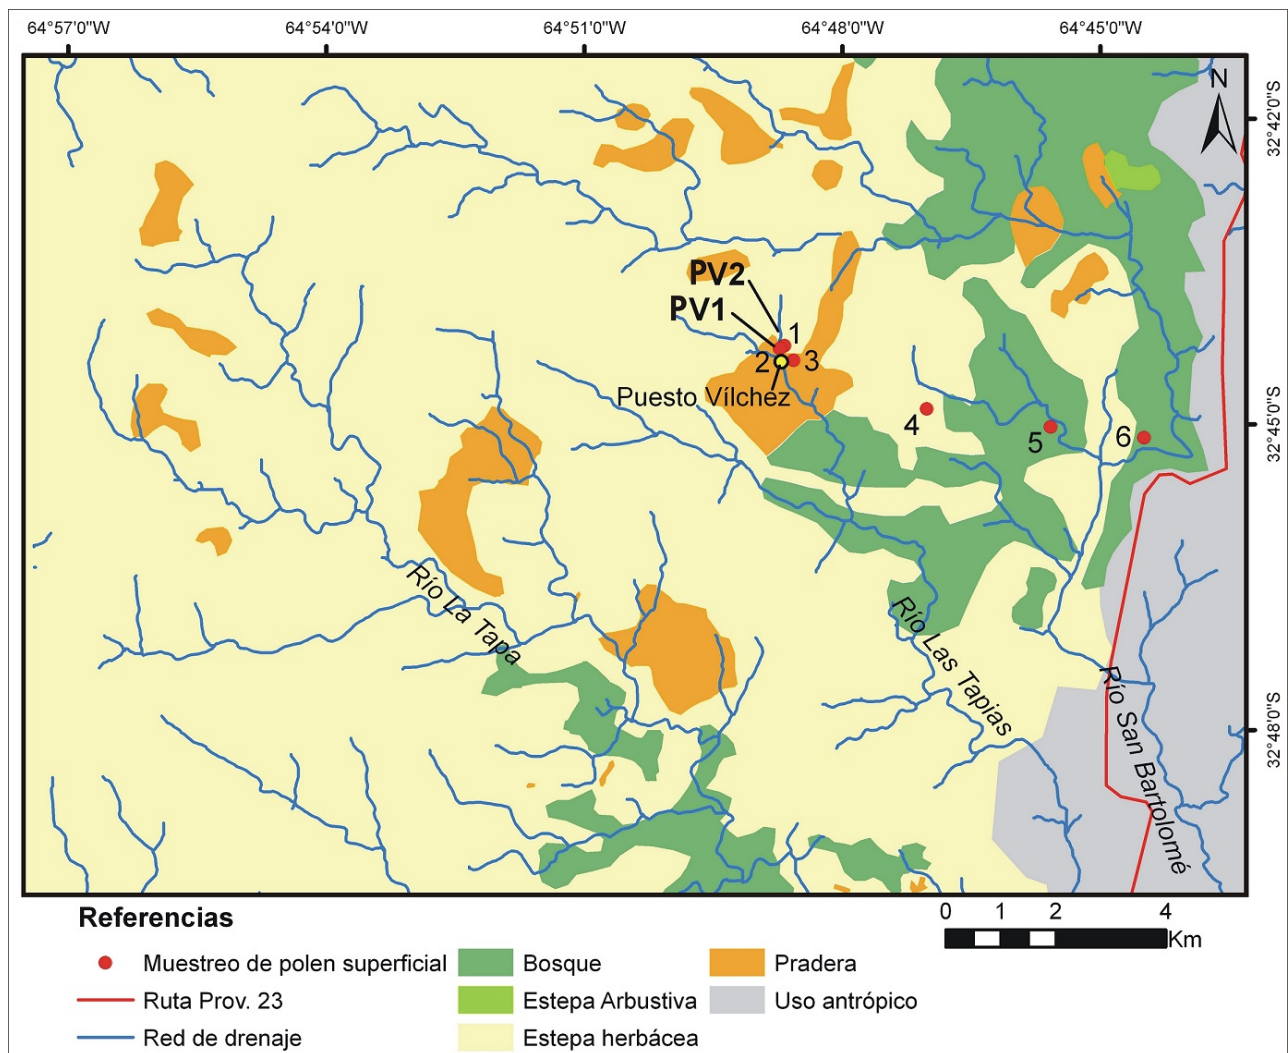 64°57'0"W 64°54'0"W 64°51'0"W 64°48'0"W 64°45'0"W
N
32°42'0"S
PV2
PV1
1
2
3
Puesto Vílchez
4
5
6
32°45'0"S
Río La Tapa
Río Las Tapias
Río San Bartolomé
32°48'0"S
Referencias
0 1 2 4
Km
Muestreo de polen superficial
Ruta Prov. 23
Red de drenaje
Bosque
Estepa Arbustiva
Estepa herbácea
Pradera
Uso antrópico